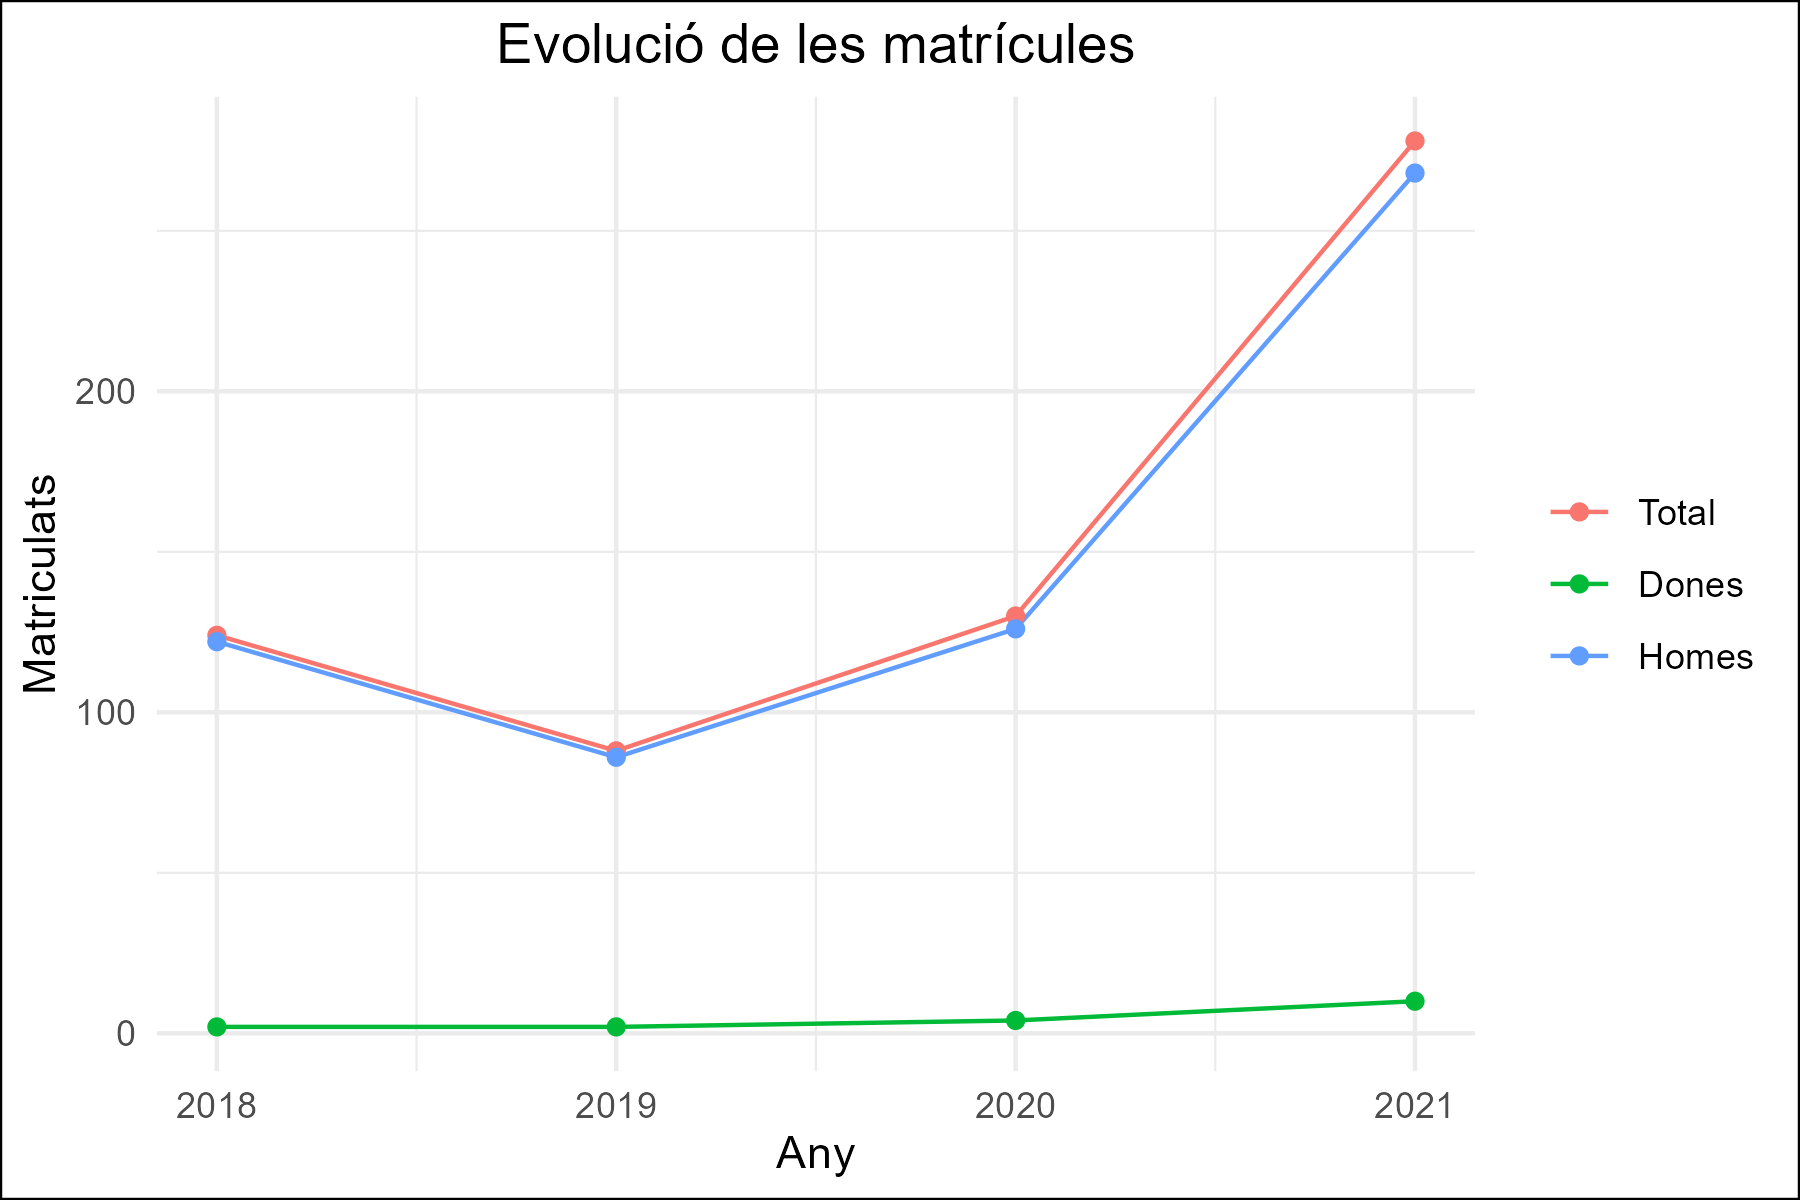 Evolució de les matrícules
Matriculats
200
100
0
2018 2019 2020 2021
Any
Total
Dones
Homes